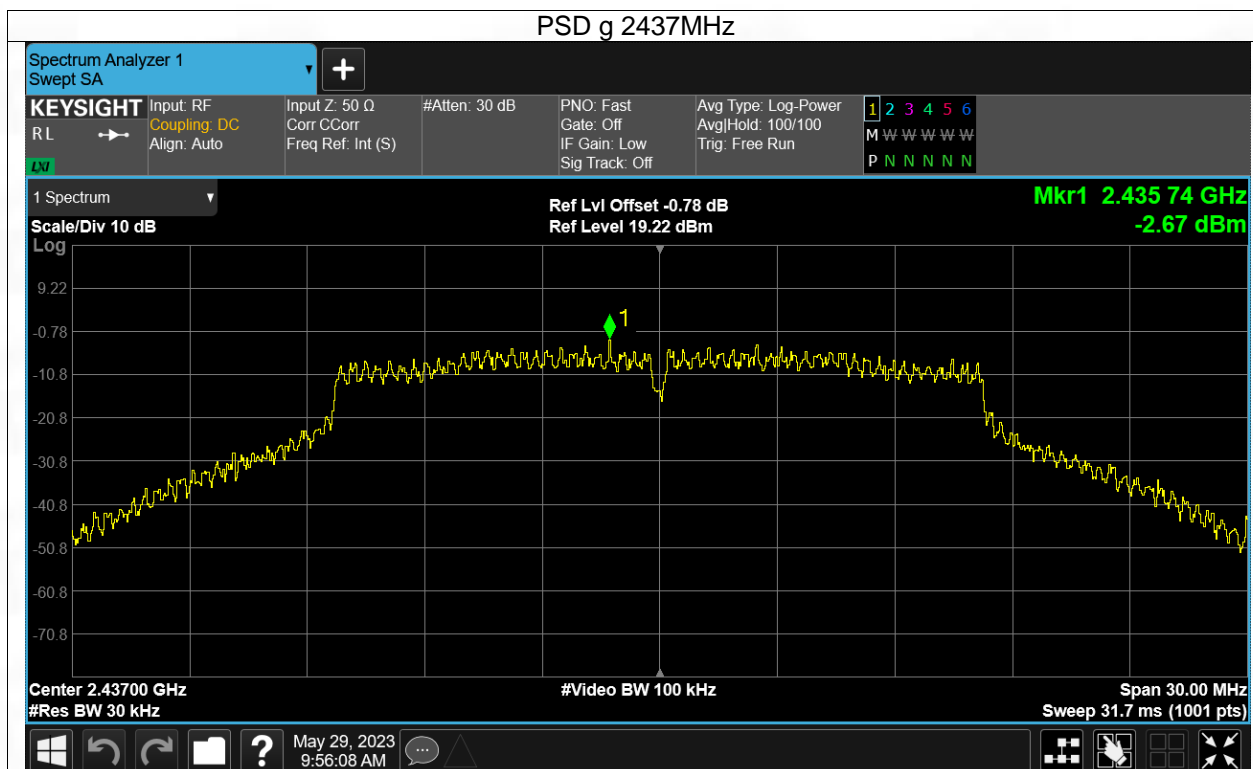 PSD g 2437MHz
Spectrum Analyzer 1
Swept SA
KEYSIGHT
R L
LXI
Input: RF
Coupling: DC
Align: Auto
Input Z: 50 Ω
Corr CCorr
Freq Ref: Int (S)
#Atten: 30 dB
PNO: Fast
Gate: Off
IF Gain: Low
Sig Track: Off
Avg Type: Log-Power
Avg|Hold: 100/100
Trig: Free Run
1 2 3 4 5 6
M W W W W W
P N N N N N
1 Spectrum
Scale/Div 10 dB
Ref Lvl Offset -0.78 dB
Ref Level 19.22 dBm
Mkr1 2.435 74 GHz
-2.67 dBm
Log
9.22
-0.78
-10.8
-20.8
-30.8
-40.8
-50.8
-60.8
-70.8
1
Center 2.43700 GHz
#Res BW 30 kHz
#Video BW 100 kHz
Span 30.00 MHz
Sweep 31.7 ms (1001 pts)
?
May 29, 2023
9:56:08 AM